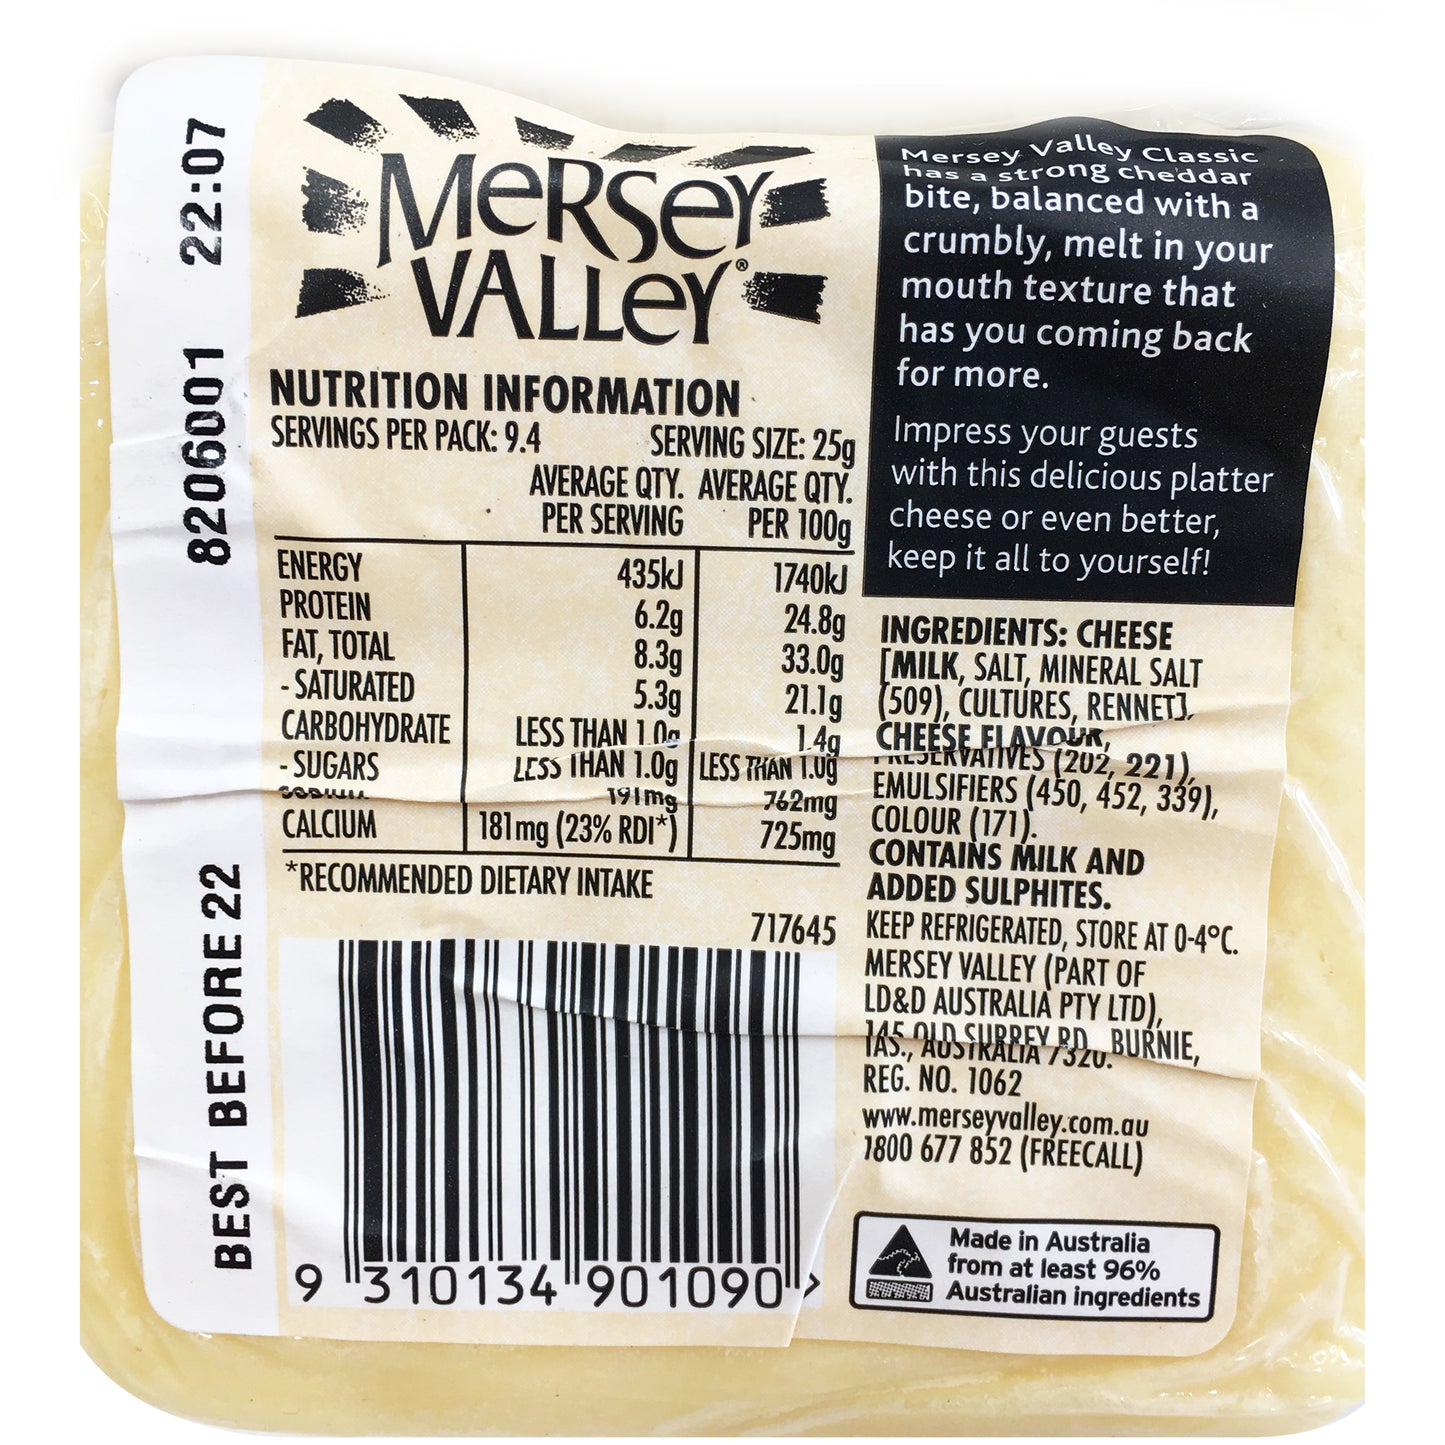 MERSEY
VALLEY®
NUTRITION INFORMATION
SERVINGS PER PACK: 9.4 SERVING SIZE: 25g
AVERAGE QTY. AVERAGE QTY.
PER SERVING PER 100g
ENERGY 435kJ 1740kJ
PROTEIN 6.2g 24.8g
FAT, TOTAL 8.3g 33.0g
- SATURATED 5.3g 21.1g
CARBOHYDRATE LESS THAN 1.0g 1.4g
- SUGARS LESS THAN 1.0g LESS THAN 1.0g
SODIUM 191mg 762mg
CALCIUM 181mg (23% RDI*) 725mg
*RECOMMENDED DIETARY INTAKE
717645
9 310134 901090 >
Mersey Valley Classic
has a strong cheddar
bite, balanced with a
crumbly, melt in your
mouth texture that
has you coming back
for more.
Impress your guests
with this delicious platter
cheese or even better,
keep it all to yourself!
INGREDIENTS: CHEESE
[MILK, SALT, MINERAL SALT
(509), CULTURES, RENNET],
CHEESE FLAVOUR,
PRESERVATIVES (202, 221),
EMULSIFIERS (450, 452, 339),
COLOUR (171).
CONTAINS MILK AND
ADDED SULPHITES.
KEEP REFRIGERATED, STORE AT 0-4°C.
MERSEY VALLEY (PART OF
LD&D AUSTRALIA PTY LTD),
145 OLD SURREY RD, BURNIE,
TAS., AUSTRALIA 7320.
REG. NO. 1062
www.merseyvalley.com.au
1800 677 852 (FREECALL)
Made in Australia
from at least 96%
Australian ingredients
BEST BEFORE 22 8206001 22:07